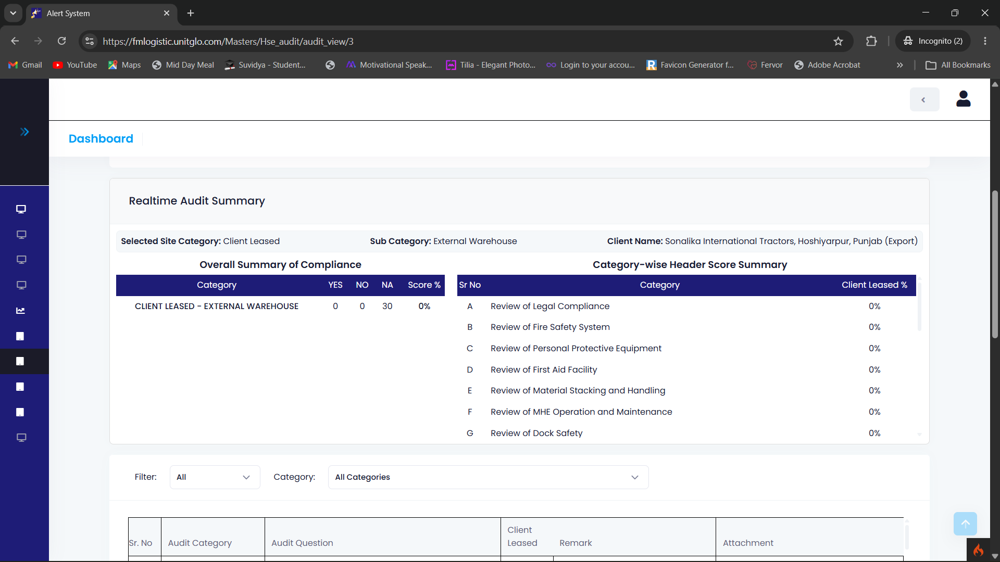 Alert System
https://fmlogistic.unitglo.com/Masters/Hse_audit/audit_view/3
Incognito (2)
Gmail
YouTube
Maps
Mid Day Meal
Suvidya - Student...
Motivational Speak...
Tilia - Elegant Photo...
Login to your accou...
Favicon Generator f...
Fervor
Adobe Acrobat
All Bookmarks
Dashboard
Realtime Audit Summary
Selected Site Category: Client Leased
Sub Category: External Warehouse
Client Name: Sonalika International Tractors, Hoshiyarpur, Punjab (Export)
Overall Summary of Compliance
Category YES NO NA Score %
CLIENT LEASED - EXTERNAL WAREHOUSE 0 0 30 0%
Category-wise Header Score Summary
Sr No Category Client Leased %
A Review of Legal Compliance 0%
B Review of Fire Safety System 0%
C Review of Personal Protective Equipment 0%
D Review of First Aid Facility 0%
E Review of Material Stacking and Handling 0%
F Review of MHE Operation and Maintenance 0%
G Review of Dock Safety 0%
Filter: All Category: All Categories
Sr. No Audit Category Audit Question Client Leased Remark Attachment